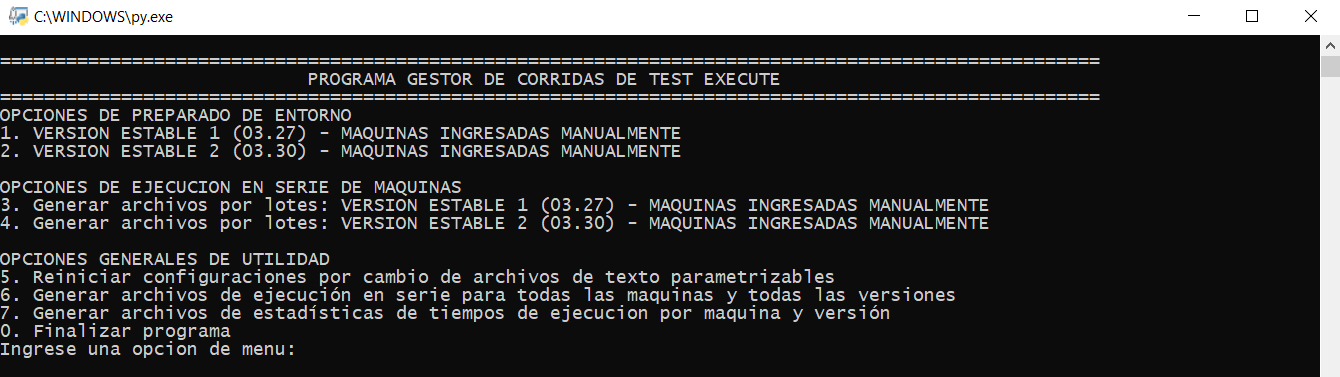 C:\WINDOWS\py.exe
====================================================================================================
PROGRAMA GESTOR DE CORRIDAS DE TEST EXECUTE
====================================================================================================
OPCIONES DE PREPARADO DE ENTORNO
1. VERSION ESTABLE 1 (03.27) - MAQUINAS INGRESADAS MANUALMENTE
2. VERSION ESTABLE 2 (03.30) - MAQUINAS INGRESADAS MANUALMENTE
OPCIONES DE EJECUCION EN SERIE DE MAQUINAS
3. Generar archivos por lotes: VERSION ESTABLE 1 (03.27) - MAQUINAS INGRESADAS MANUALMENTE
4. Generar archivos por lotes: VERSION ESTABLE 2 (03.30) - MAQUINAS INGRESADAS MANUALMENTE
OPCIONES GENERALES DE UTILIDAD
5. Reiniciar configuraciones por cambio de archivos de texto parametrizables
6. Generar archivos de ejecución en serie para todas las maquinas y todas las versiones
7. Generar archivos de estadísticas de tiempos de ejecucion por maquina y versión
0. Finalizar programa
Ingrese una opcion de menu: